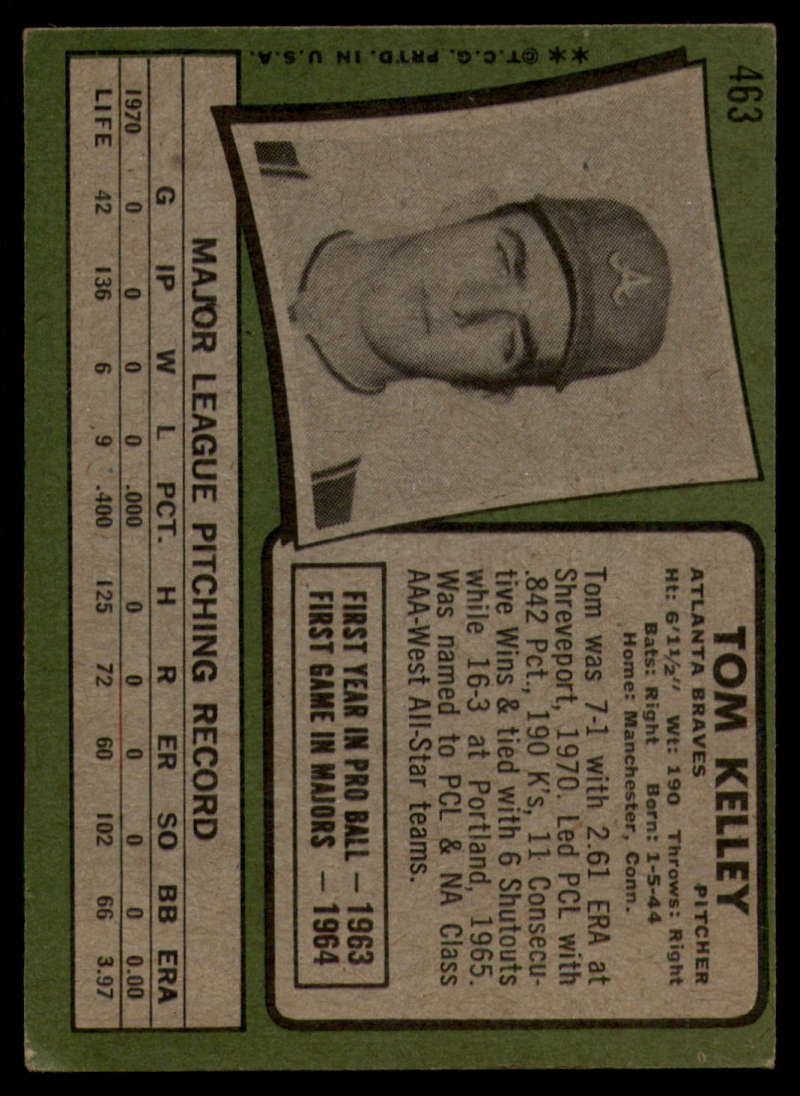 463
A
TOM KELLEY
ATLANTA BRAVES PITCHER
Ht: 6'1½" Wt: 190 Throws: Right
Bats: Right Born: 1-5-44
Home: Manchester, Conn.
Tom was 7-1 with 2.61 ERA at
Shreveport, 1970. Led PCL with
.842 Pct., 190 K's, 11 Consecu-
tive Wins & tied with 6 Shutouts
while 16-3 at Portland, 1965.
Was named to PCL & NA Class
AAA-West All-Star teams.
FIRST YEAR IN PRO BALL — 1963
FIRST GAME IN MAJORS — 1964
MAJOR LEAGUE PITCHING RECORD
G IP W L PCT. H R ER SO BB ERA
1970 0 0 0 0 .000 0 0 0 0 0 0.00
LIFE 42 136 6 9 .400 125 72 60 102 66 3.97
**©T.C.G. PRTD. IN U.S.A.